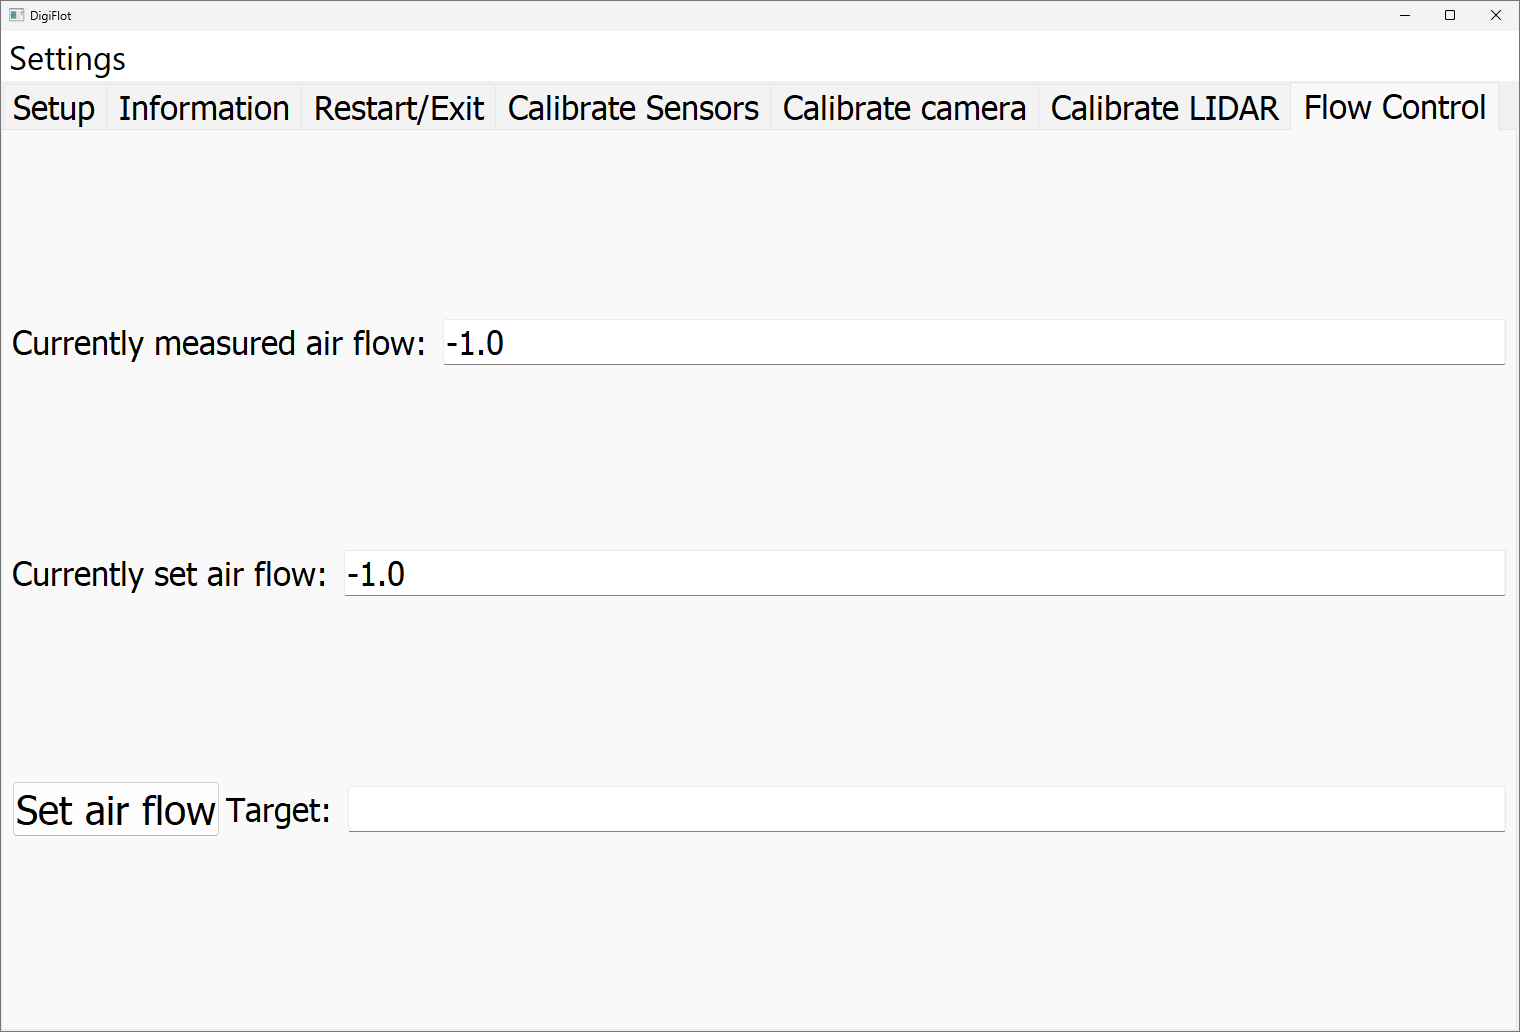 DigiFlot
Settings
Setup Information Restart/Exit Calibrate Sensors Calibrate camera Calibrate LIDAR Flow Control
Currently measured air flow: -1.0
Currently set air flow: -1.0
Set air flow Target: